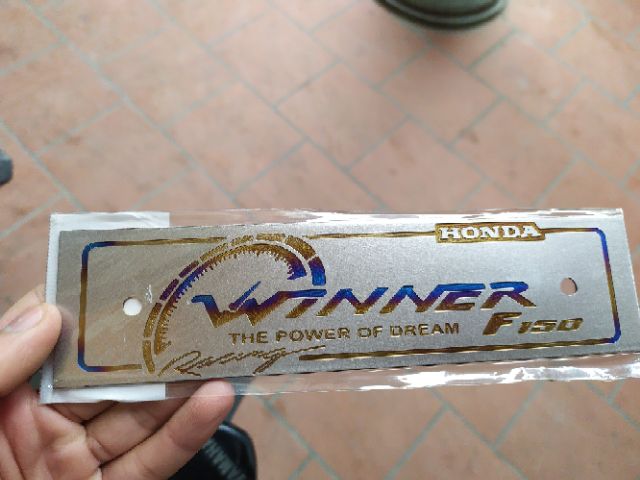 HONDA
WINNER
THE POWER OF DREAM
F150
Racing